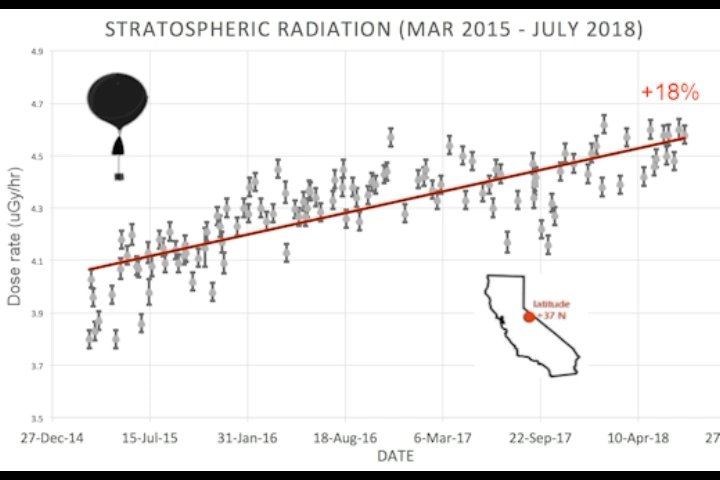 STRATOSPHERIC RADIATION (MAR 2015 - JULY 2018)
4.9
4.7
4.5
4.3
4.1
3.9
3.7
3.5
Dose rate (uGy/hr)
+18%
latitude
+37 N
27-Dec-14 15-Jul-15 31-Jan-16 18-Aug-16 6-Mar-17 22-Sep-17 10-Apr-18 27
DATE